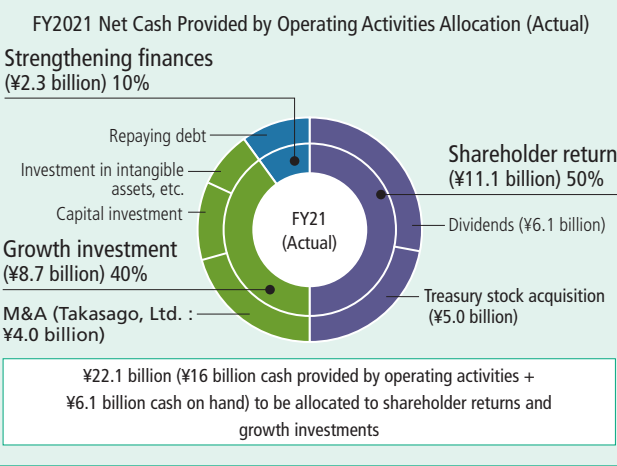 FY2021 Net Cash Provided by Operating Activities Allocation (Actual)
Strengthening finances
(¥2.3 billion) 10%
Repaying debt
Investment in intangible
assets, etc.
Capital investment
Growth investment
(¥8.7 billion) 40%
M&A (Takasago, Ltd. :
¥4.0 billion)
FY21
(Actual)
Shareholder return
(¥11.1 billion) 50%
Dividends (¥6.1 billion)
Treasury stock acquisition
(¥5.0 billion)
¥22.1 billion (¥16 billion cash provided by operating activities +
¥6.1 billion cash on hand) to be allocated to shareholder returns and
growth investments